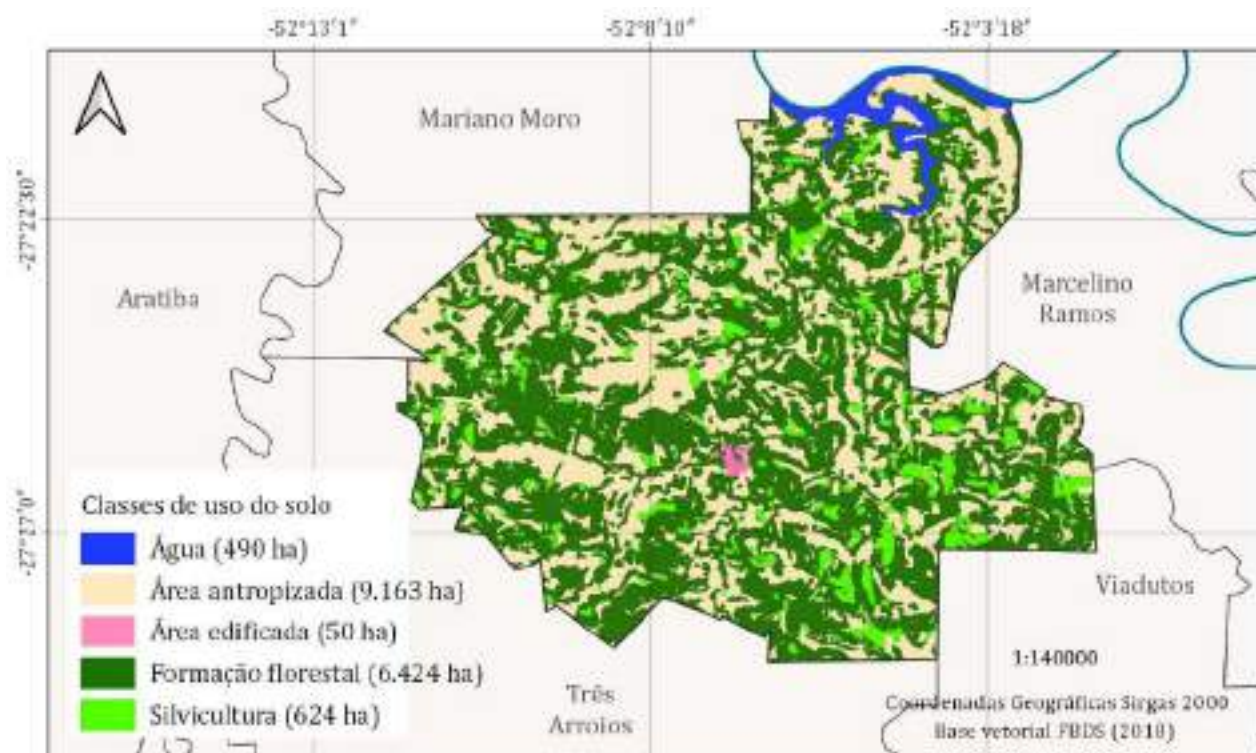 -52°13'1"
-52°8'10"
-52°3'18"
Mariano Moro
-27°22'30"
Aratiba
Marcelino
Ramos
-27°27'0"
Classes de uso do solo
Água (490 ha)
Área antropizada (9.163 ha)
Área edificada (50 ha)
Formação florestal (6.424 ha)
Silvicultura (624 ha)
Viadutos
1:140000
Três
Arroios
Coordenadas Geográficas Sirgas 2000
Base vetorial FBDS (2018)